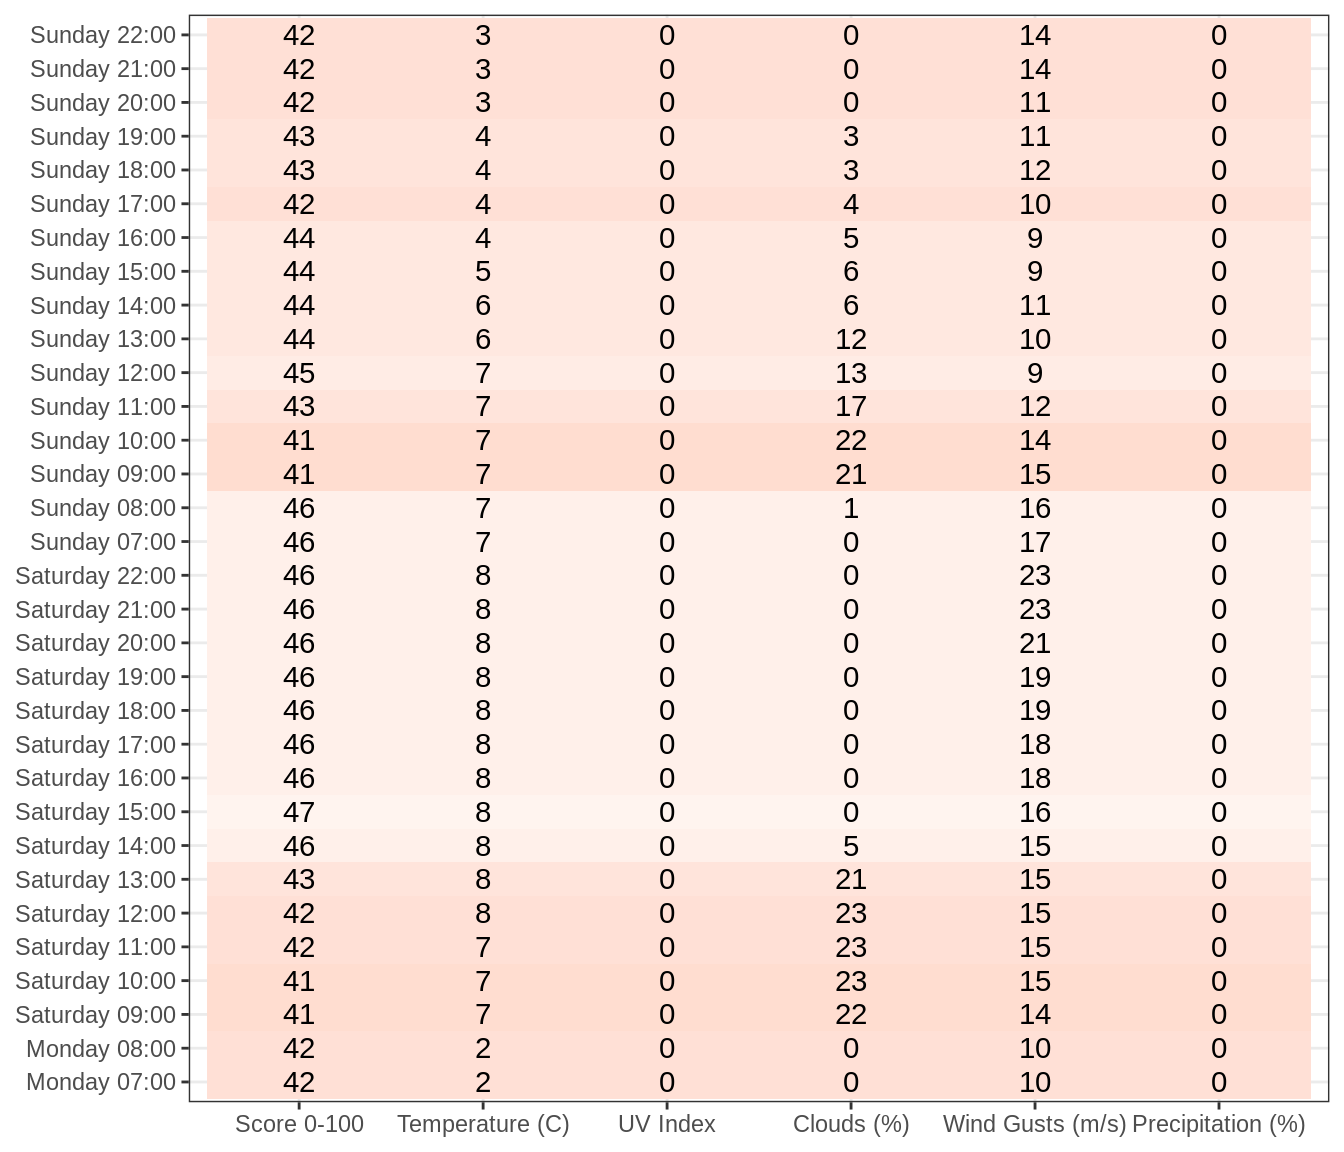 Sunday 22:00 42 3 0 0 14 0
Sunday 21:00 42 3 0 0 14 0
Sunday 20:00 42 3 0 0 11 0
Sunday 19:00 43 4 0 3 11 0
Sunday 18:00 43 4 0 3 12 0
Sunday 17:00 42 4 0 4 10 0
Sunday 16:00 44 4 0 5 9 0
Sunday 15:00 44 5 0 6 9 0
Sunday 14:00 44 6 0 6 11 0
Sunday 13:00 44 6 0 12 10 0
Sunday 12:00 45 7 0 13 9 0
Sunday 11:00 43 7 0 17 12 0
Sunday 10:00 41 7 0 22 14 0
Sunday 09:00 41 7 0 21 15 0
Sunday 08:00 46 7 0 1 16 0
Sunday 07:00 46 7 0 0 17 0
Saturday 22:00 46 8 0 0 23 0
Saturday 21:00 46 8 0 0 23 0
Saturday 20:00 46 8 0 0 21 0
Saturday 19:00 46 8 0 0 19 0
Saturday 18:00 46 8 0 0 19 0
Saturday 17:00 46 8 0 0 18 0
Saturday 16:00 46 8 0 0 18 0
Saturday 15:00 47 8 0 0 16 0
Saturday 14:00 46 8 0 5 15 0
Saturday 13:00 43 8 0 21 15 0
Saturday 12:00 42 8 0 23 15 0
Saturday 11:00 42 7 0 23 15 0
Saturday 10:00 41 7 0 23 15 0
Saturday 09:00 41 7 0 22 14 0
Monday 08:00 42 2 0 0 10 0
Monday 07:00 42 2 0 0 10 0
Score 0-100 Temperature (C) UV Index Clouds (%) Wind Gusts (m/s) Precipitation (%)